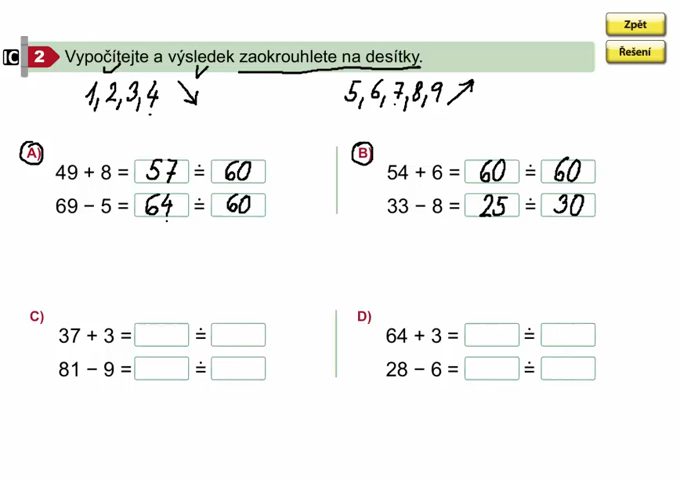 Zpět
Řešení
2 Vypočítejte a výsledek zaokrouhlete na desítky.
1,2,3,4 ↘ 5,6,7,8,9 ↗
A) B)
49 + 8 = 57 ≐ 60 54 + 6 = 60 ≐ 60
69 − 5 = 64 ≐ 60 33 − 8 = 25 ≐ 30
C) D)
37 + 3 = ≐ 64 + 3 = ≐
81 − 9 = ≐ 28 − 6 = ≐